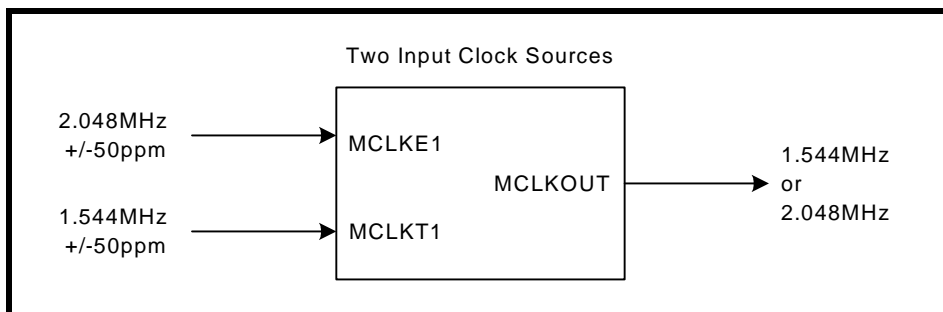 Two Input Clock Sources
2.048MHz
+/-50ppm
MCLKE1
1.544MHz
+/-50ppm
MCLKT1
MCLKOUT
1.544MHz
or
2.048MHz